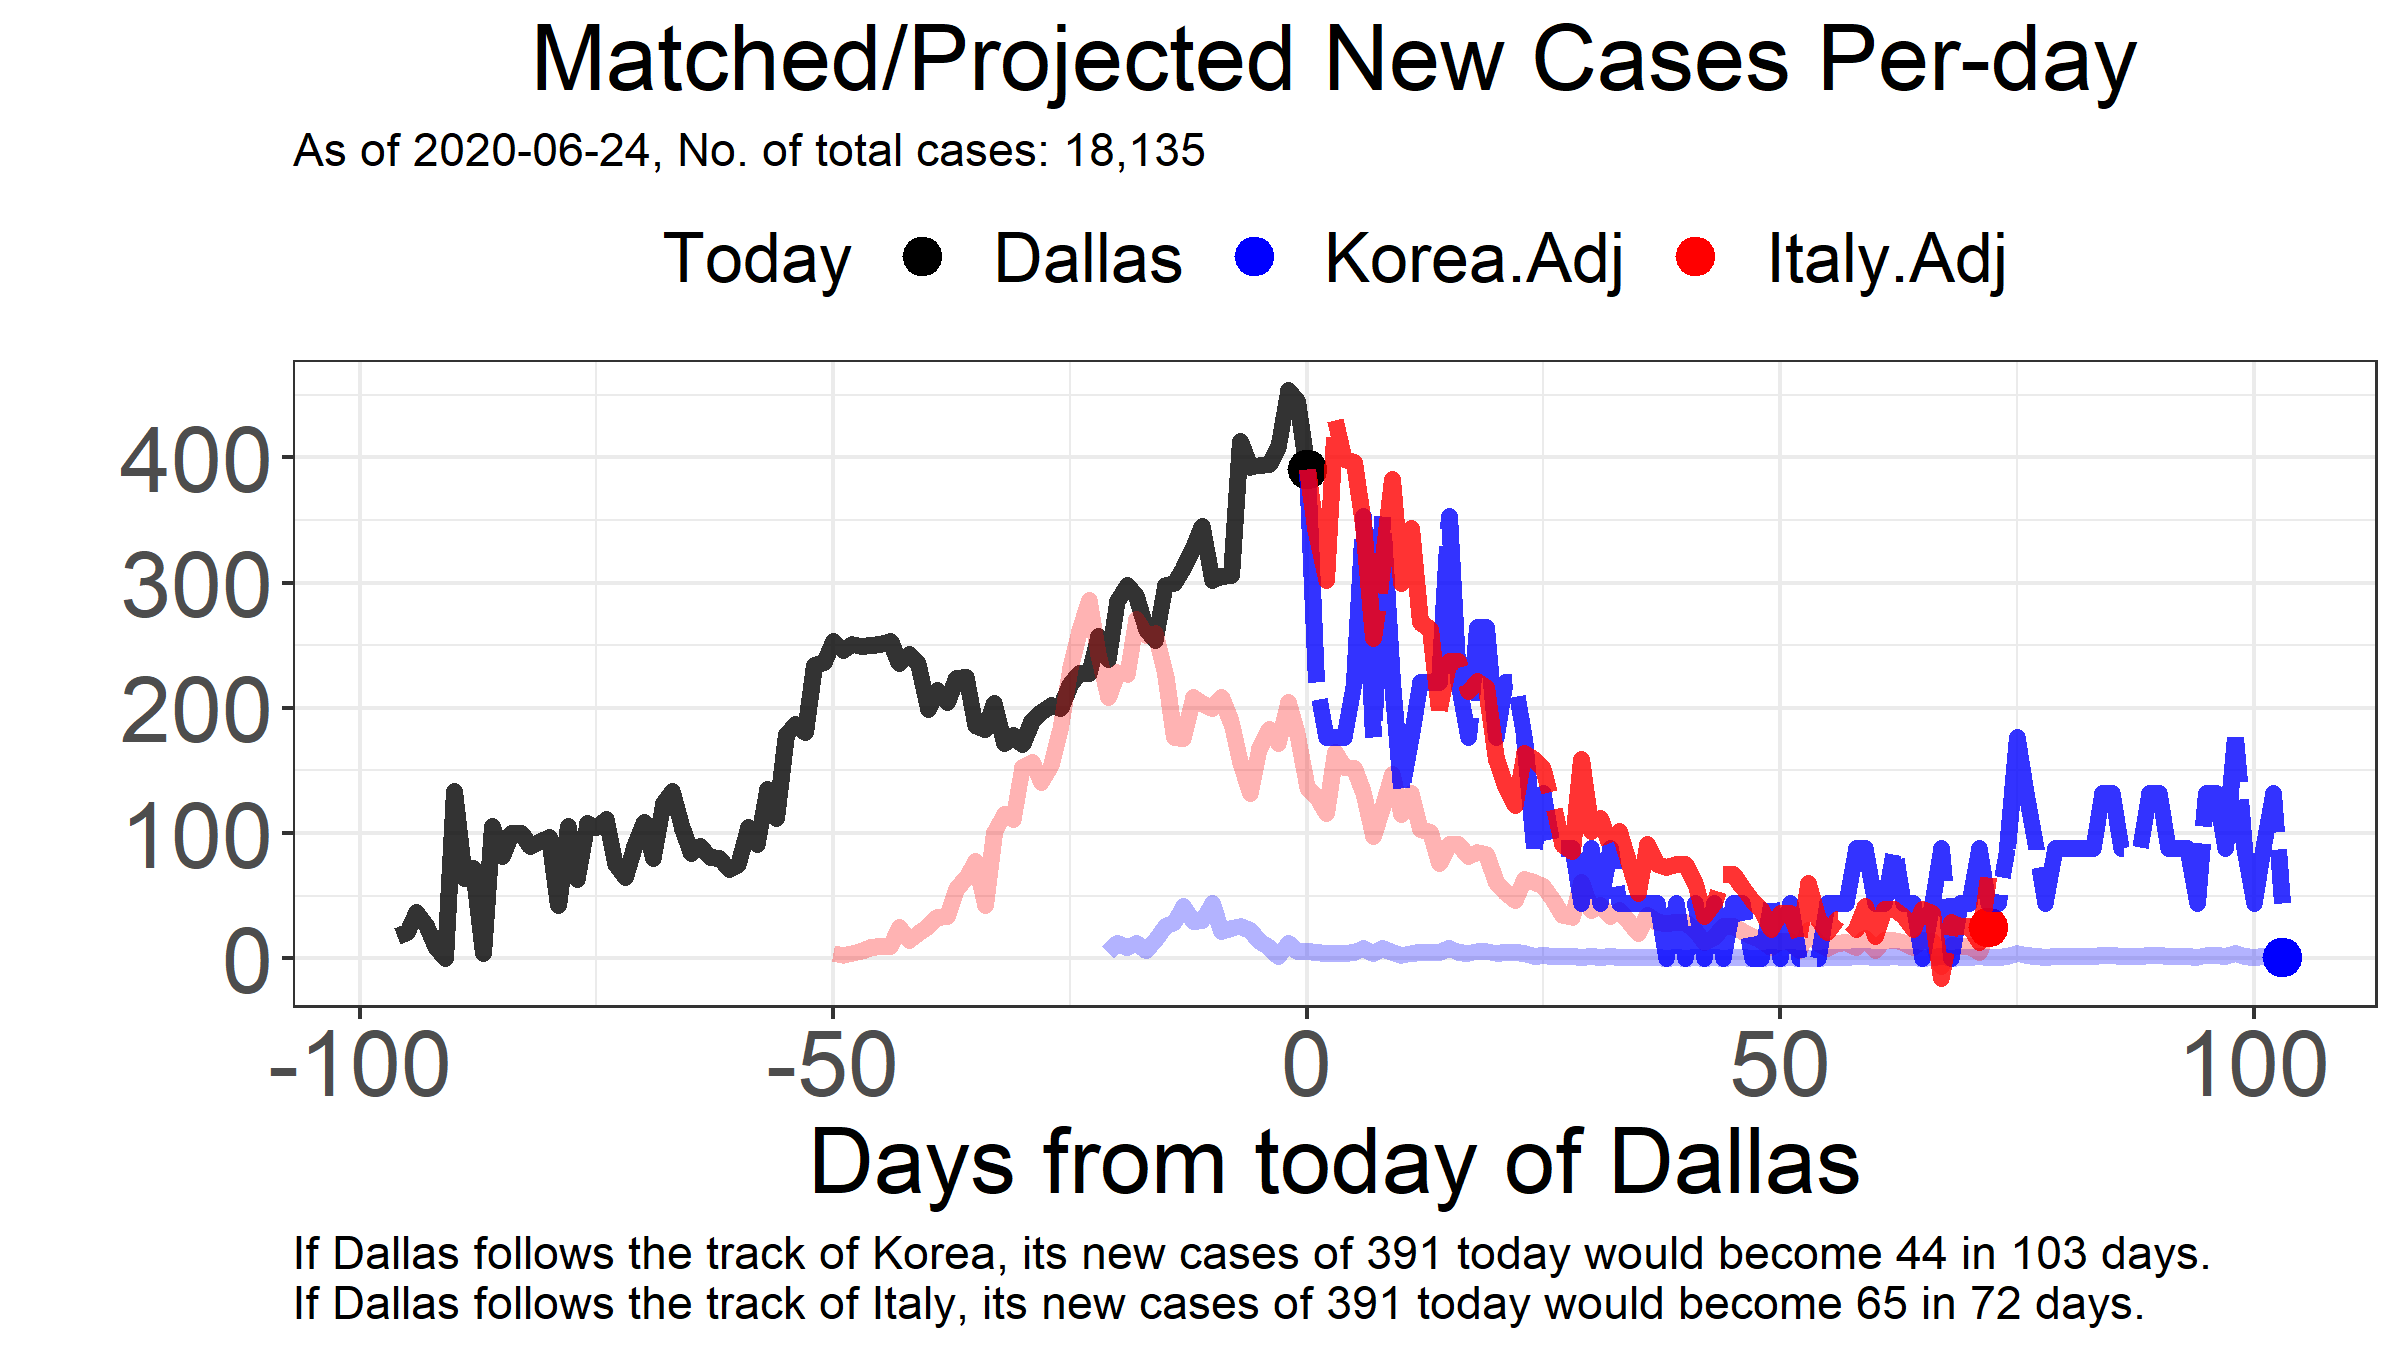 Matched/Projected New Cases Per-day
As of 2020-06-24, No. of total cases: 18,135
Today Dallas Korea.Adj Italy.Adj
400
300
200
100
0
-100 -50 0 50 100
Days from today of Dallas
If Dallas follows the track of Korea, its new cases of 391 today would become 44 in 103 days.
If Dallas follows the track of Italy, its new cases of 391 today would become 65 in 72 days.